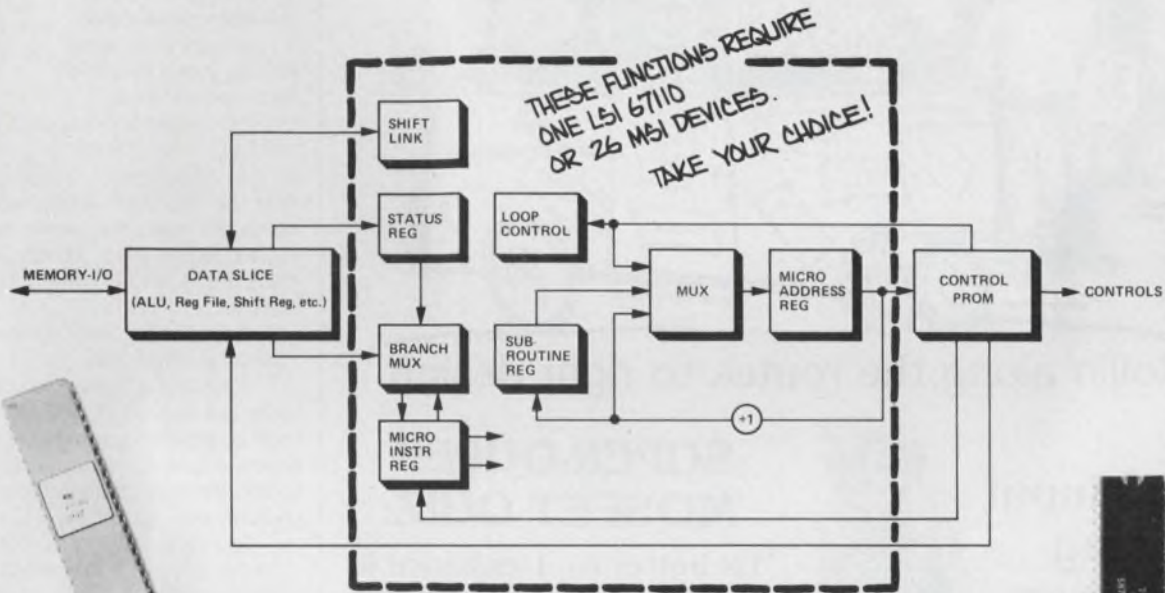 THESE FUNCTIONS REQUIRE
ONE LSI 67110
OR 26 MSI DEVICES.
TAKE YOUR CHOICE!
SHIFT
LINK
STATUS
REG
LOOP
CONTROL
MEMORY-I/O
DATA SLICE
(ALU, Reg File, Shift Reg, etc.)
MUX
MICRO
ADDRESS
REG
CONTROL
PROM
CONTROLS
BRANCH
MUX
SUB-
ROUTINE
REG
+1
MICRO
INSTR
REG